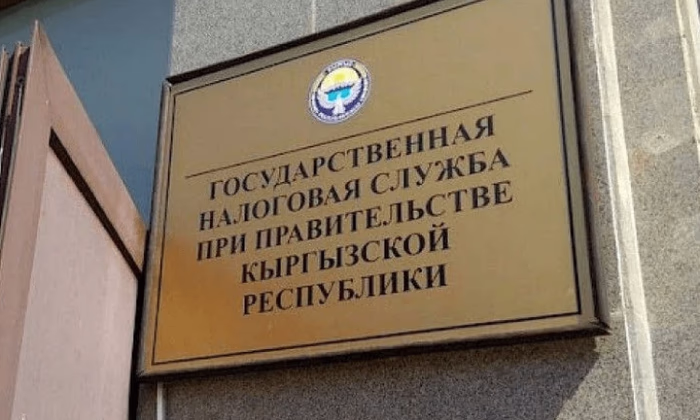 ГОСУДАРСТВЕННАЯ
НАЛОГОВАЯ СЛУЖБА
ПРИ ПРАВИТЕЛЬСТВЕ
КЫРГЫЗСКОЙ
РЕСПУБЛИКИ